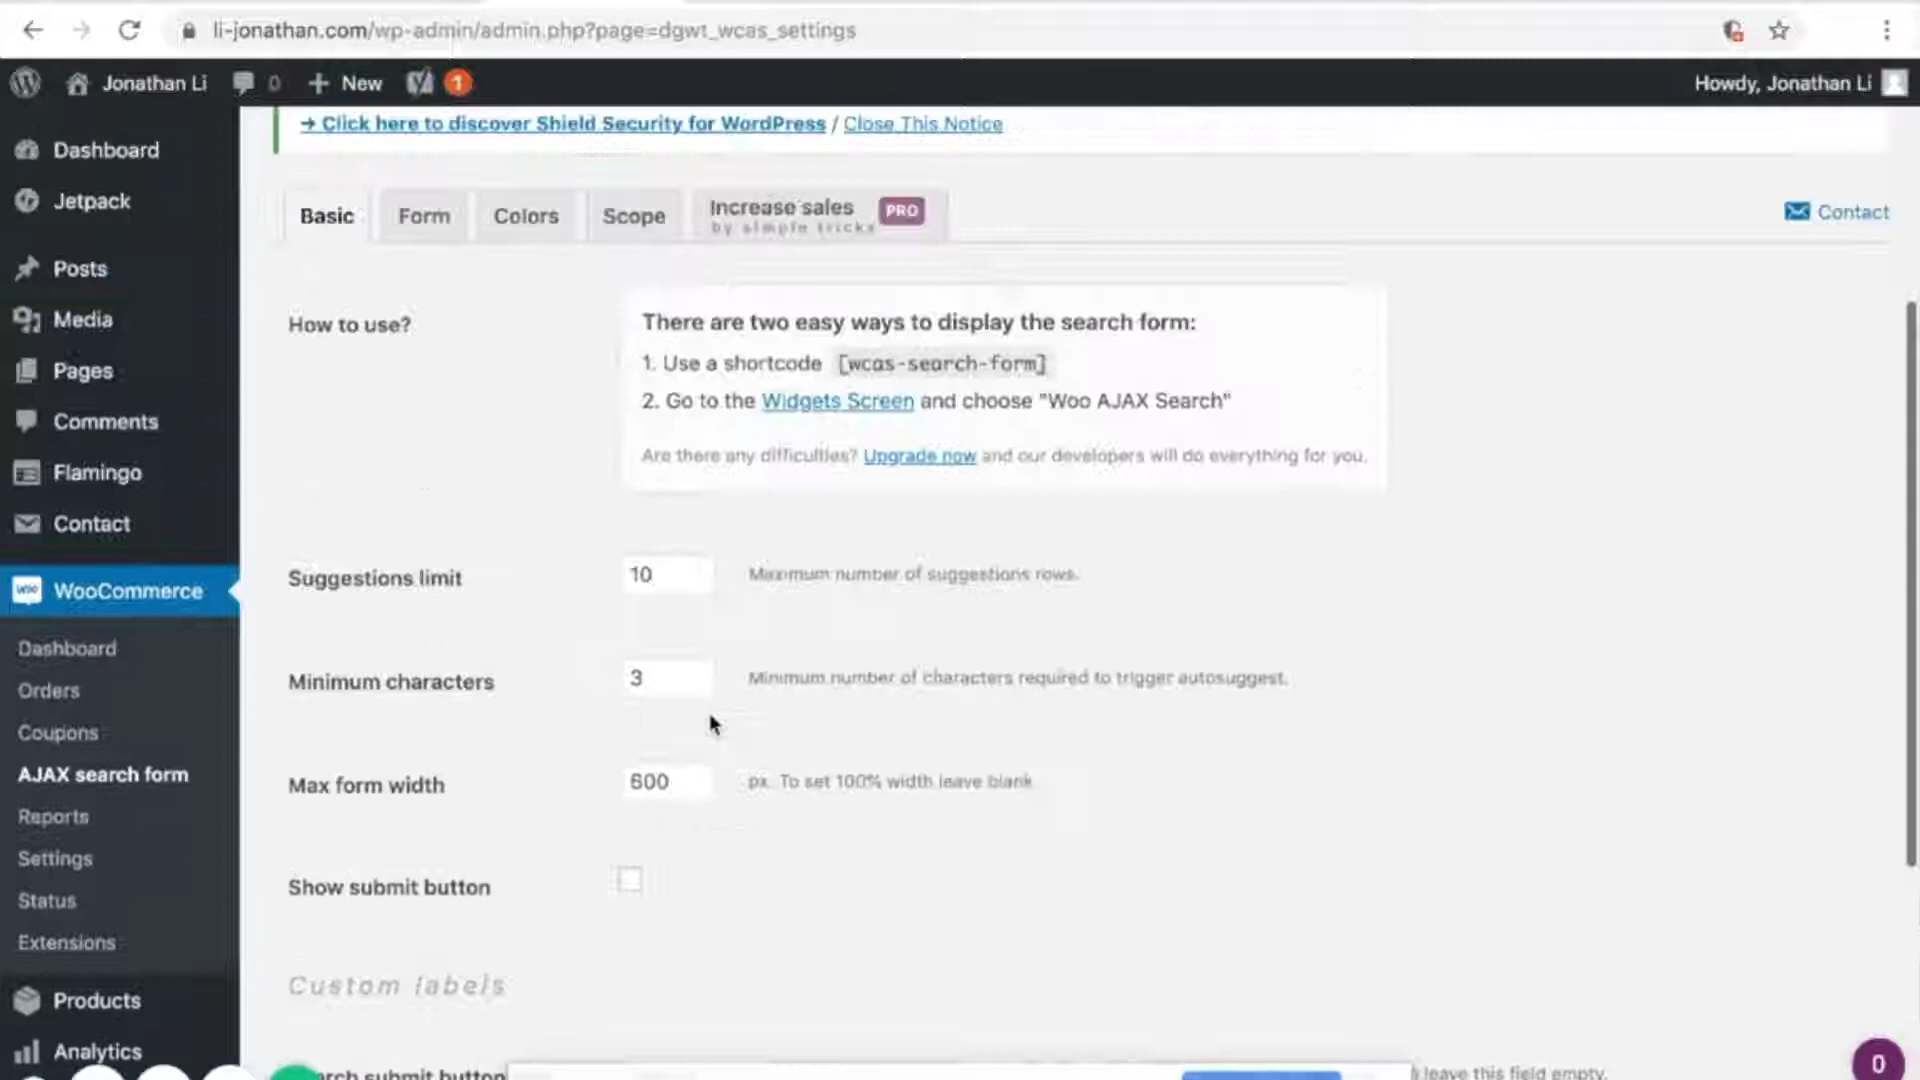 li-jonathan.com/wp-admin/admin.php?page=dgwt_wcas_settings
Jonathan Li 0 + New 1 Howdy, Jonathan Li
→ Click here to discover Shield Security for WordPress / Close This Notice
Dashboard
Jetpack
Posts
Media
Pages
Comments
Flamingo
Contact
WooCommerce
Dashboard
Orders
Coupons
AJAX search form
Reports
Settings
Status
Extensions
Products
Analytics
Basic Form Colors Scope Increase sales PRO
by simple tricks
Contact
How to use?
There are two easy ways to display the search form:
1. Use a shortcode [wcas-search-form]
2. Go to the Widgets Screen and choose "Woo AJAX Search"
Are there any difficulties? Upgrade now and our developers will do everything for you.
Suggestions limit 10 Maximum number of suggestions rows.
Minimum characters 3 Minimum number of characters required to trigger autosuggest.
Max form width 600 px. To set 100% width leave blank
Show submit button
Custom labels
submit button leave this field empty.
0